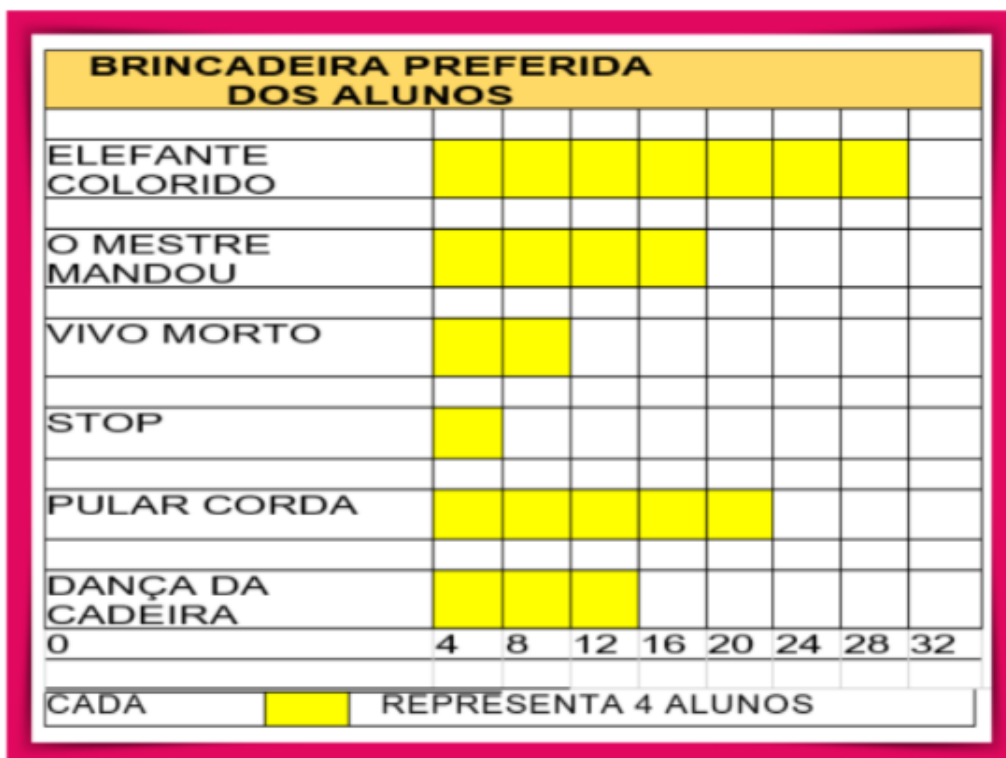 BRINCADEIRA PREFERIDA
DOS ALUNOS
ELEFANTE
COLORIDO
O MESTRE
MANDOU
VIVO MORTO
STOP
PULAR CORDA
DANÇA DA
CADEIRA
0 4 8 12 16 20 24 28 32
CADA REPRESENTA 4 ALUNOS